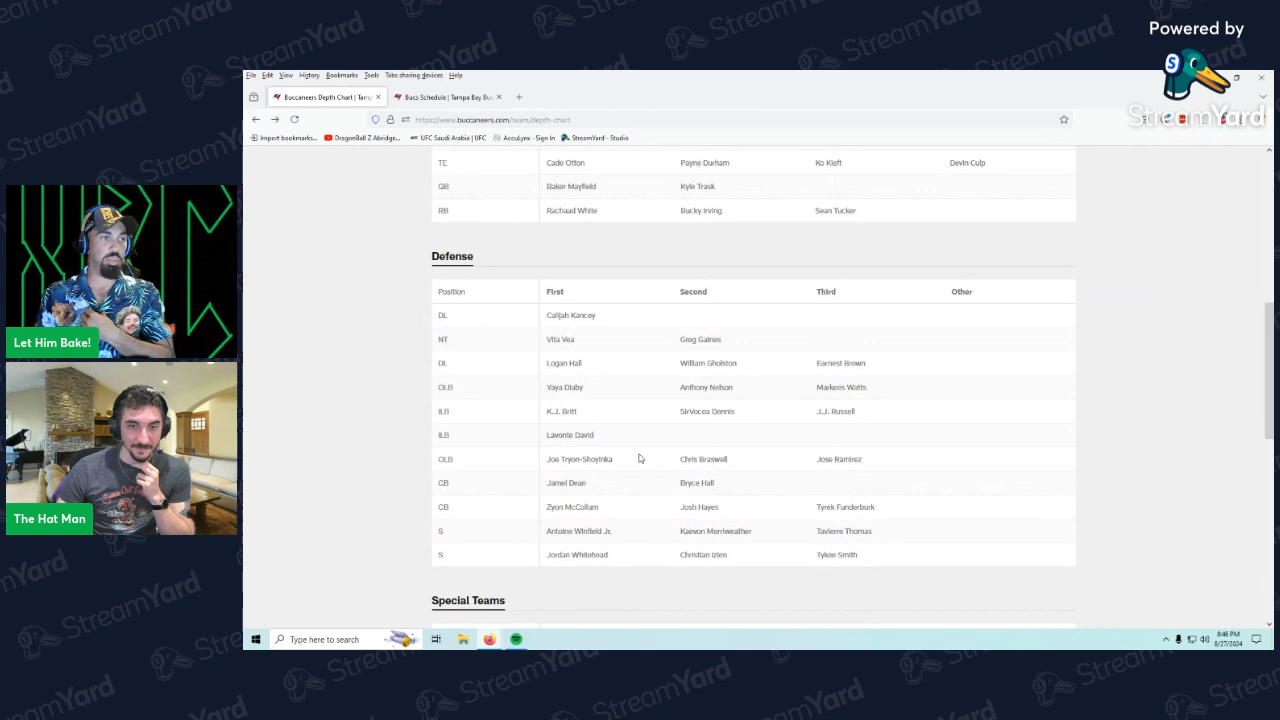 Powered by
StreamYard
File Edit View History Bookmarks Tools Tabs sharing devices Help
Buccaneers Depth Chart | Tamp
Bucs Schedule | Tampa Bay Buc
https://www.buccaneers.com/team/depth-chart
Import bookmarks... DragonBall Z Abridge... UFC Saudi Arabia | UFC AccuLynx - Sign In StreamYard - Studio
TE Cade Otton Payne Durham Ko Kieft Devin Culp
QB Baker Mayfield Kyle Trask
RB Rachaad White Bucky Irving Sean Tucker
Defense
Position First Second Third Other
DL Calijah Kancey
NT Vita Vea Greg Gaines
DL Logan Hall William Gholston Earnest Brown
OLB Yaya Diaby Anthony Nelson Markees Watts
ILB K.J. Britt SirVocea Dennis J.J. Russell
ILB Lavonte David
OLB Joe Tryon-Shoyinka Chris Braswell Jose Ramirez
CB Jamel Dean Bryce Hall
CB Zyon McCollum Josh Hayes Tyrek Funderburk
S Antoine Winfield Jr. Kaevon Merriweather Tavierre Thomas
S Jordan Whitehead Christian Izien Tykee Smith
Special Teams
Let Him Bake!
The Hat Man
Type here to search
8:46 PM
8/27/2024